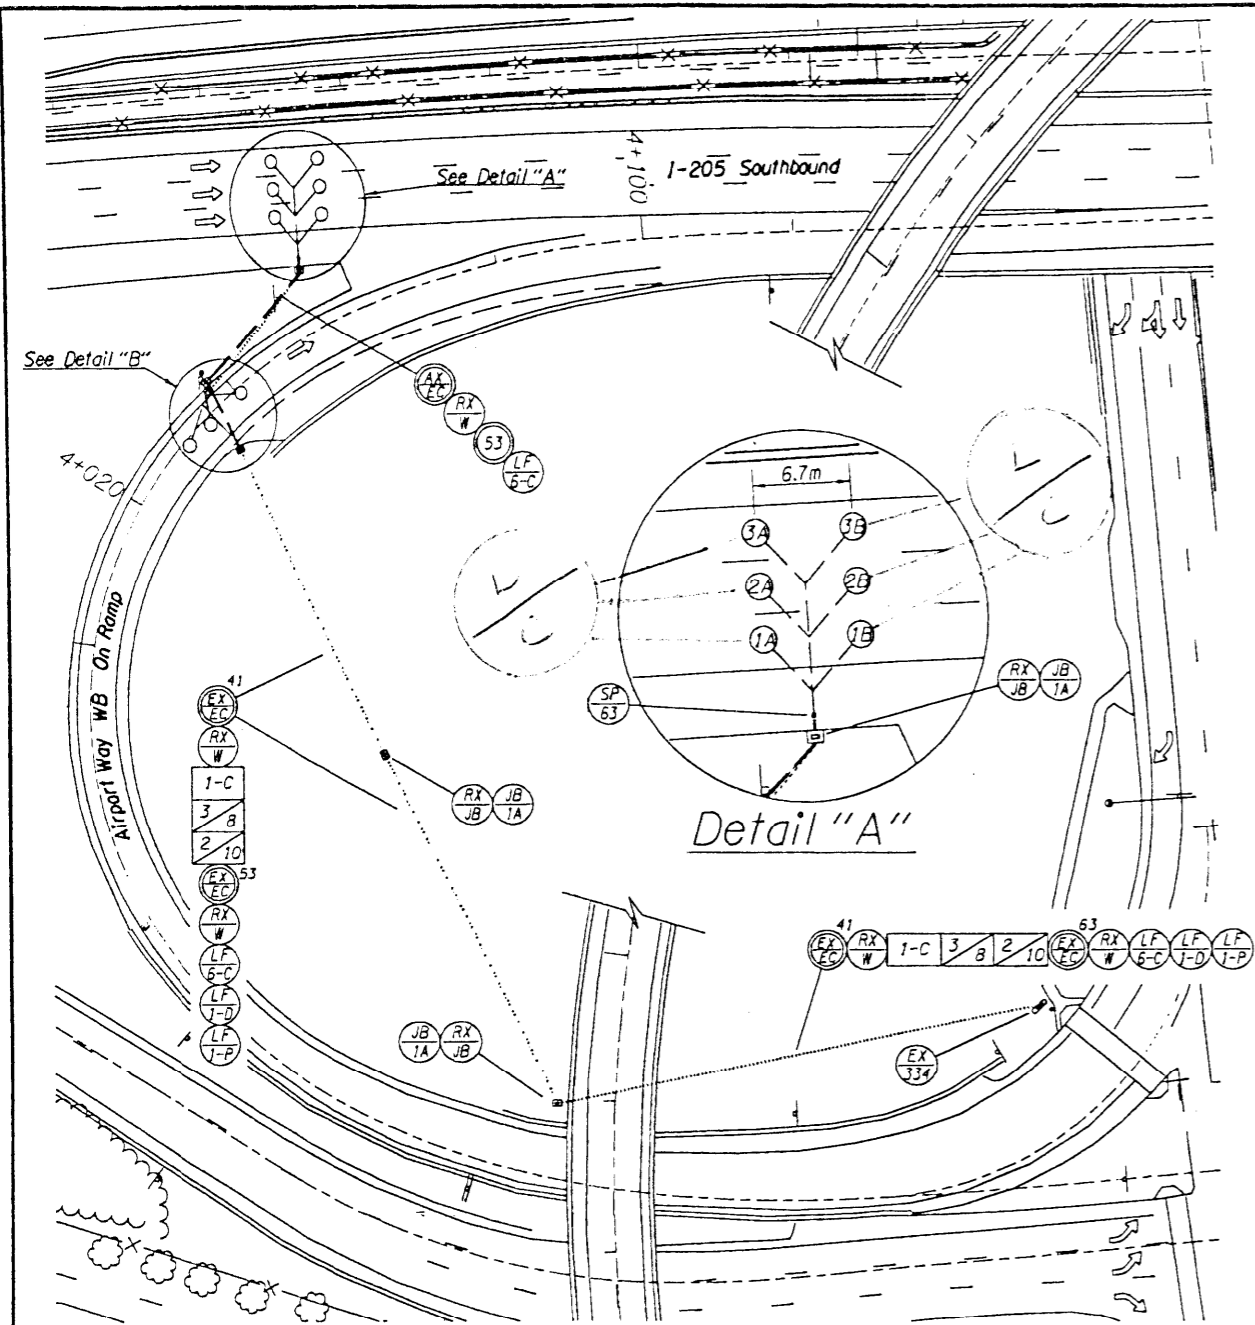 4+100
I-205 Southbound
See Detail "A"
See Detail "B"
AX
EC
RX
W
53
LF
6-C
4+020
6.7m
3A
3B
2A
2B
1A
1B
L
C
L
C
SP
63
RX
JB
JB
1A
Detail "A"
Airport Way WB On Ramp
41
EX
EC
RX
W
1-C
3
8
2
10
EX
EC
53
RX
W
LF
6-C
LF
1-D
LF
1-P
RX
JB
JB
1A
41
EX
EC
RX
W
1-C
3
8
2
10
63
EX
EC
RX
W
LF
6-C
LF
1-D
LF
1-P
JB
1A
RX
JB
EX
334